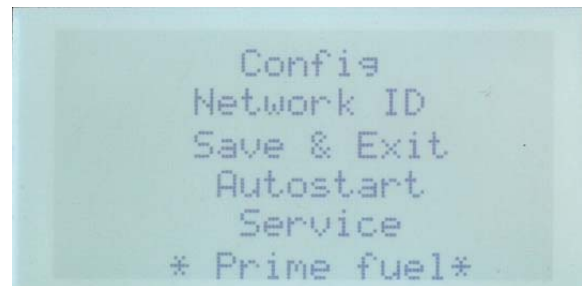 Config
Network ID
Save & Exit
Autostart
Service
* Prime fuel*